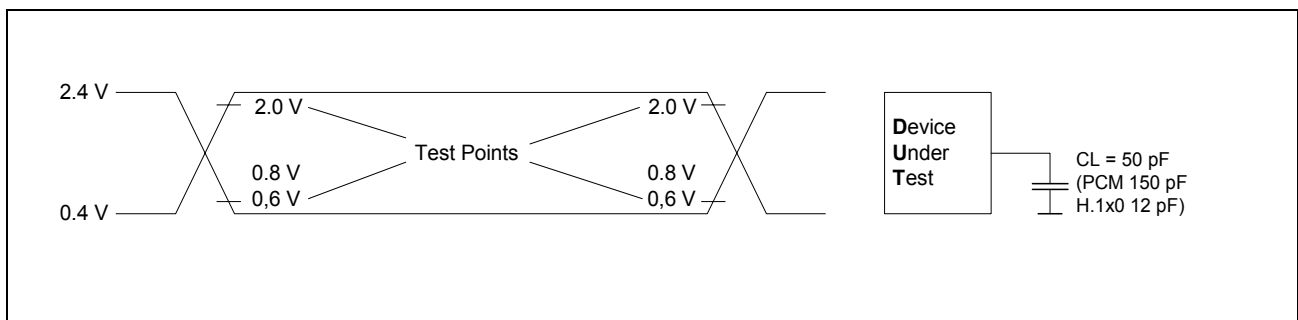 2.4 V
2.0 V
2.0 V
Test Points
0.8 V
0,6 V
0.8 V
0,6 V
0.4 V
Device
Under
Test
CL = 50 pF
(PCM 150 pF
H.1x0 12 pF)